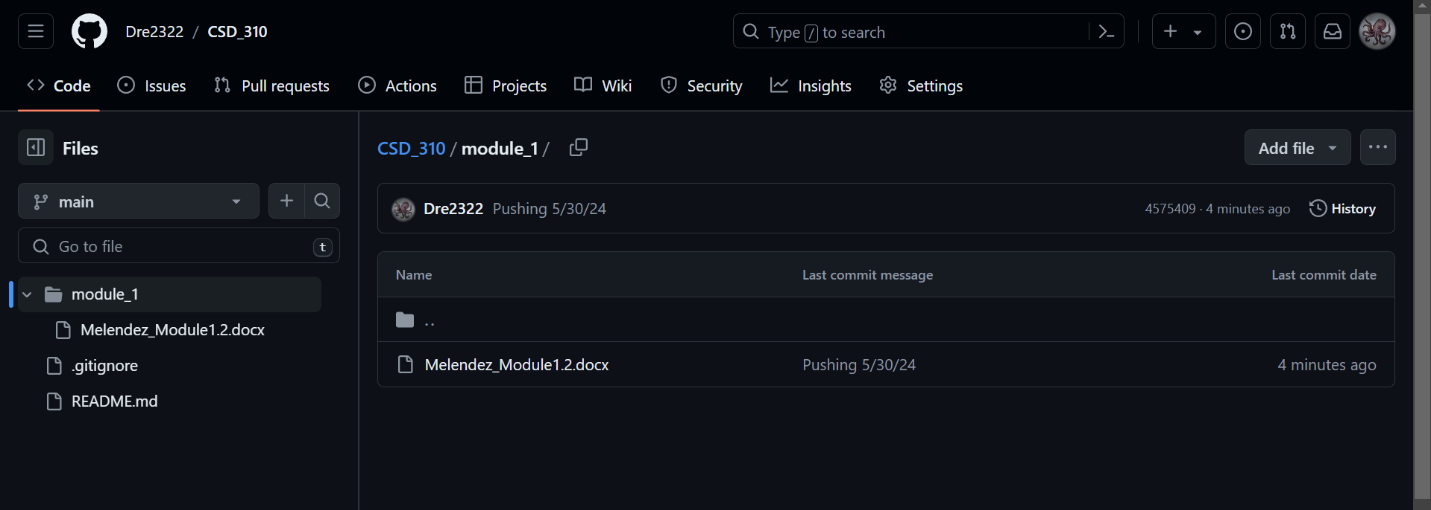 Dre2322 / CSD_310
Type / to search
Code Issues Pull requests Actions Projects Wiki Security Insights Settings
Files
main
Go to file t
module_1
Melendez_Module1.2.docx
.gitignore
README.md
CSD_310 / module_1 /
Add file
Dre2322 Pushing 5/30/24 4575409 · 4 minutes ago History
Name Last commit message Last commit date
..
Melendez_Module1.2.docx Pushing 5/30/24 4 minutes ago